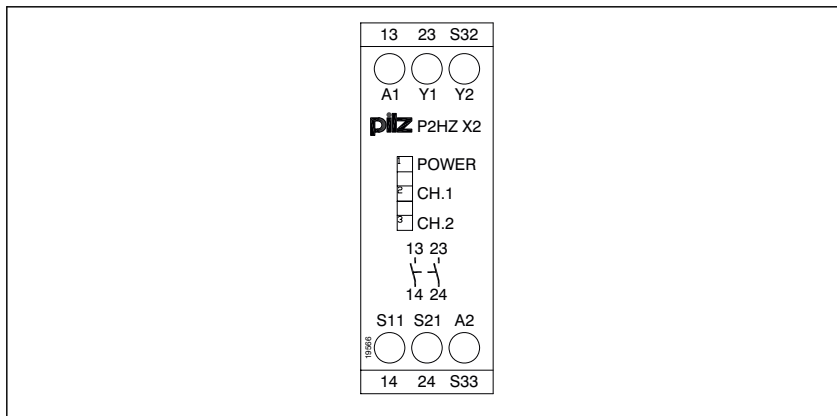 13 23 S32
A1 Y1 Y2
pilz P2HZ X2
1 POWER
2 CH.1
3 CH.2
13 23
14 24
S11 S21 A2
19566
14 24 S33